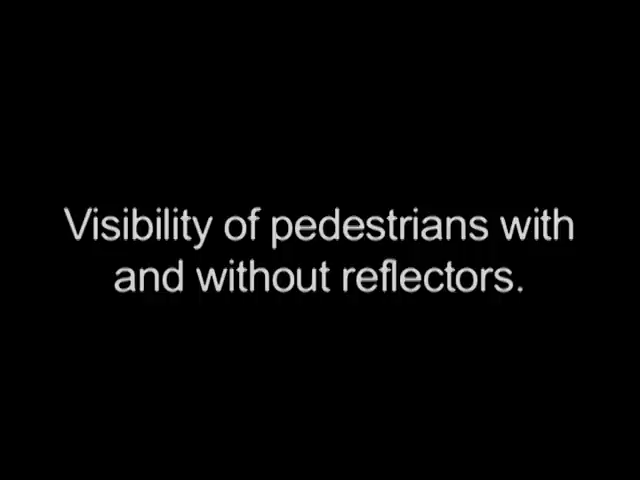 Visibility of pedestrians with
and without reflectors.